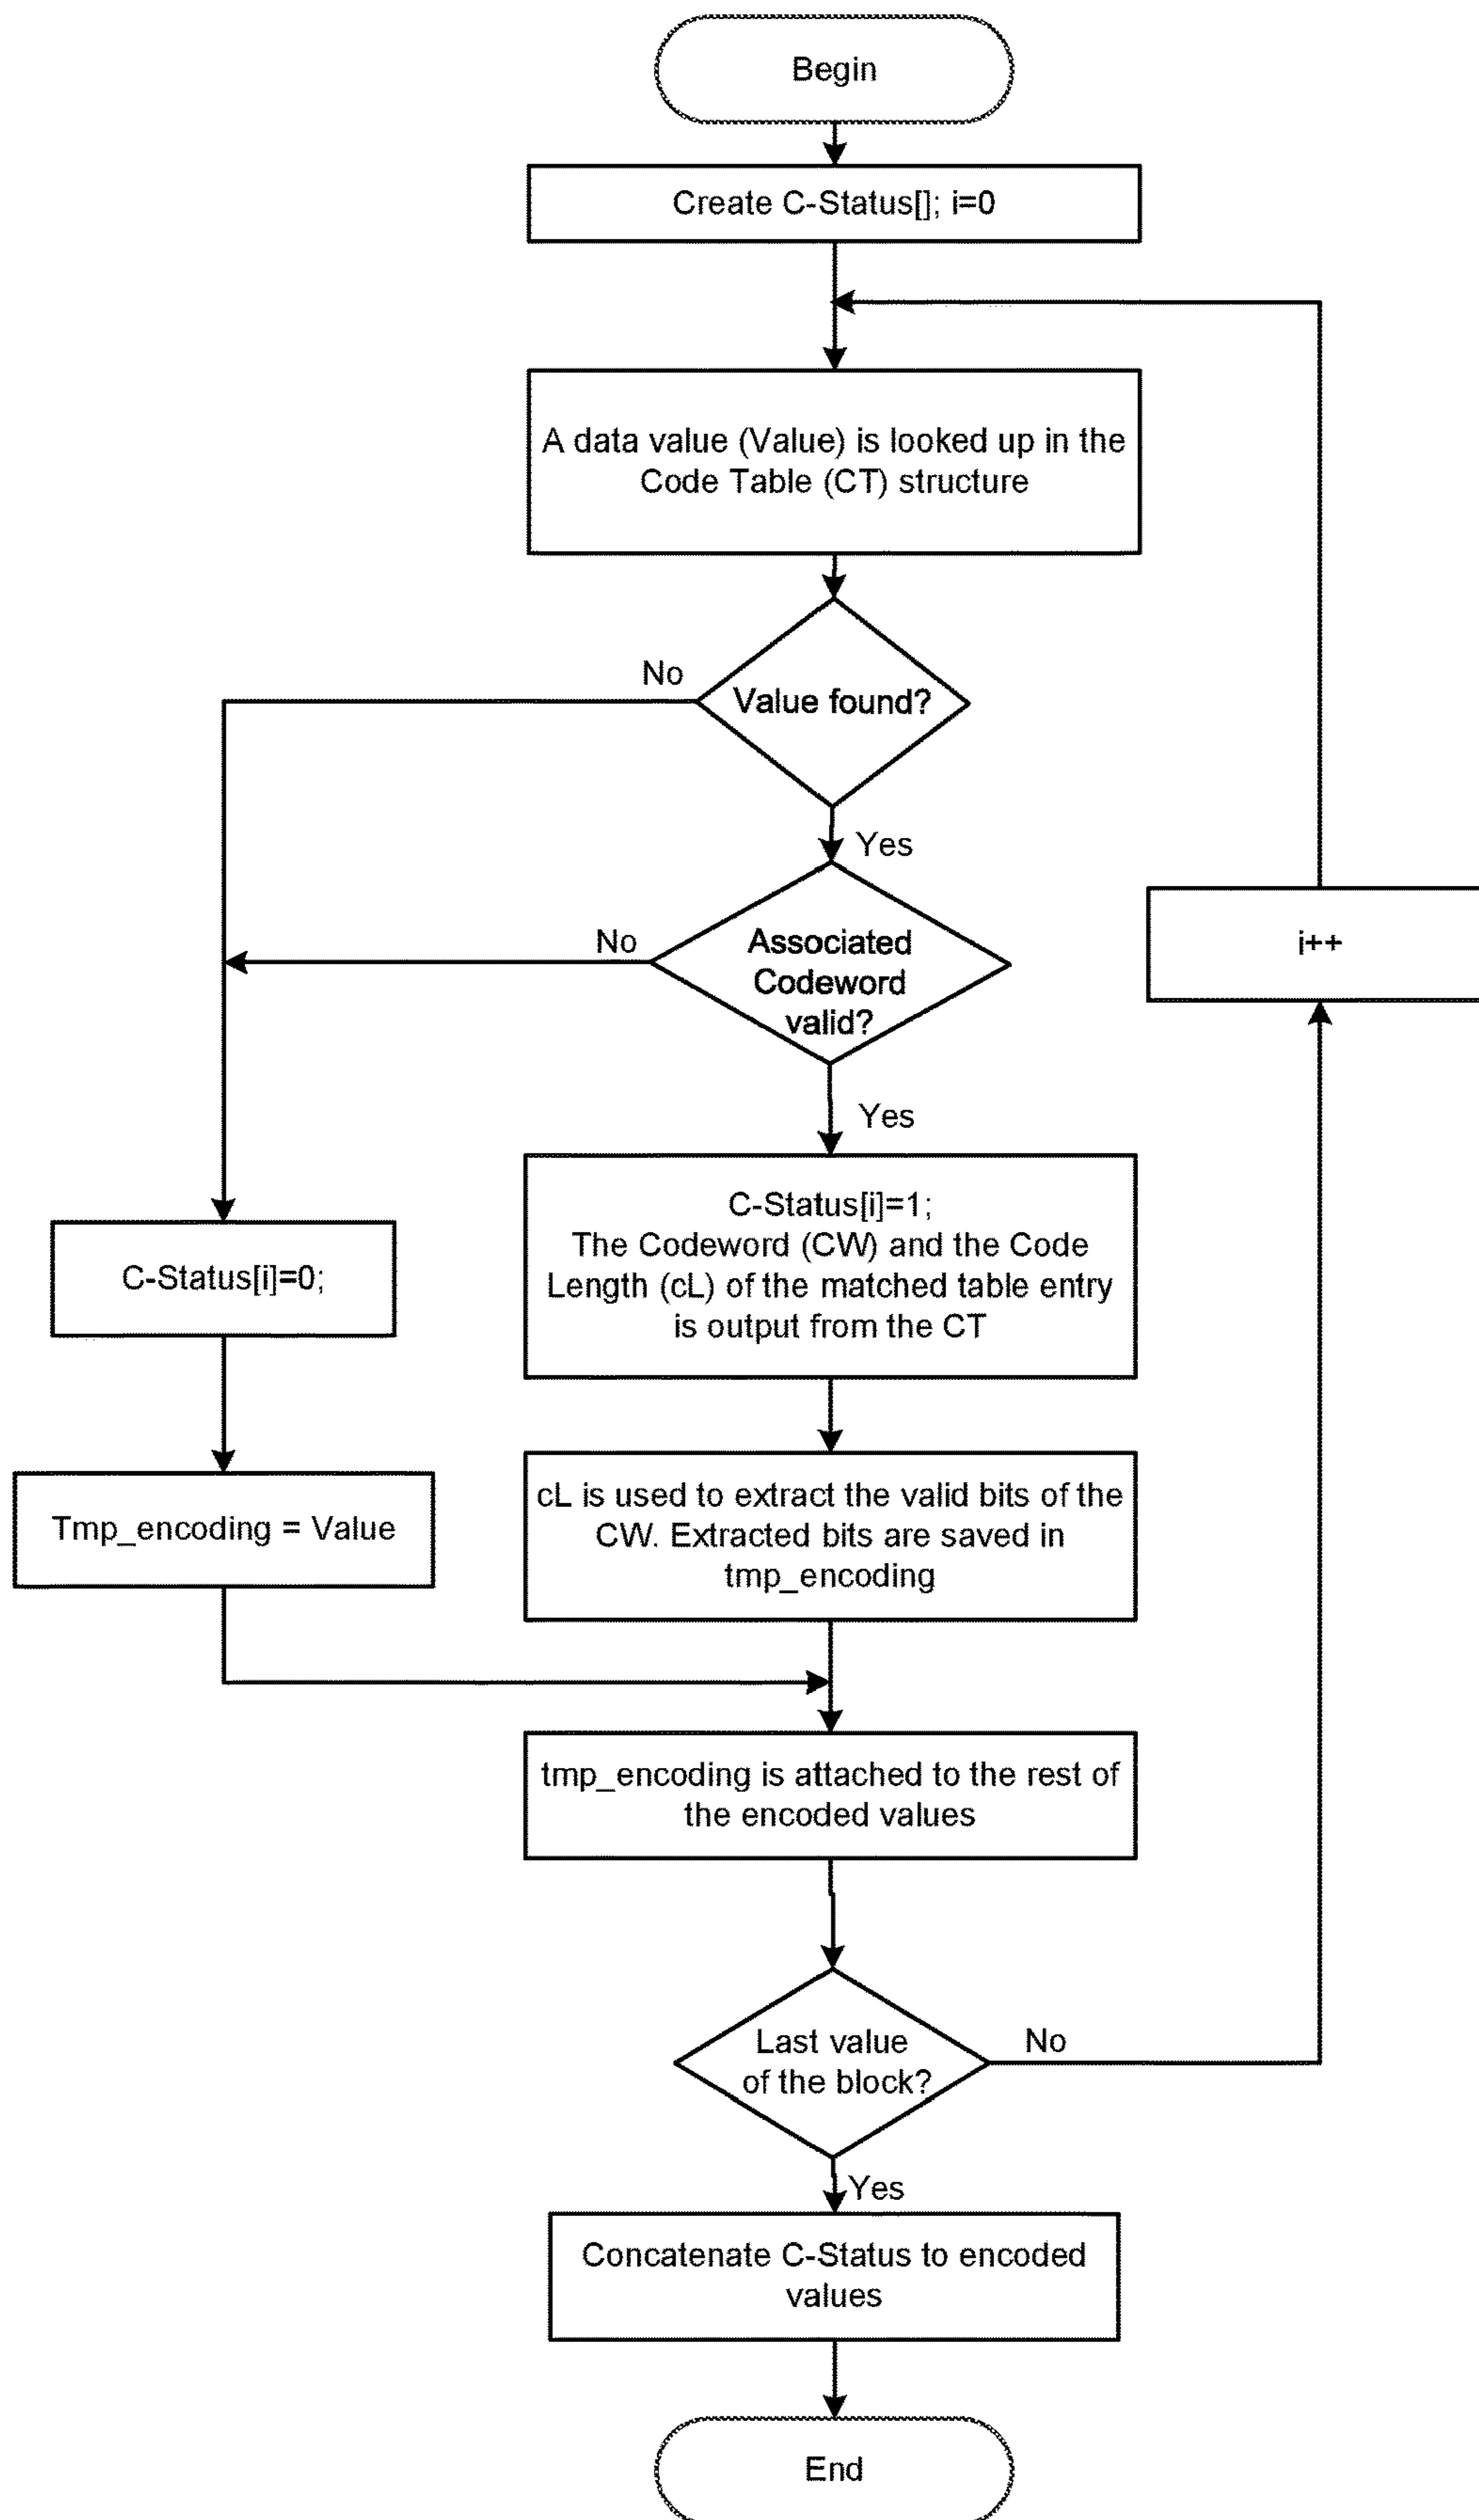 Begin
Create C-Status[]; i=0
A data value (Value) is looked up in the
Code Table (CT) structure
No
Value found?
Yes
No
Associated
Codeword
valid?
i++
Yes
C-Status[i]=1;
The Codeword (CW) and the Code
Length (cL) of the matched table entry
is output from the CT
C-Status[i]=0;
cL is used to extract the valid bits of the
CW. Extracted bits are saved in
tmp_encoding
Tmp_encoding = Value
tmp_encoding is attached to the rest of
the encoded values
Last value
of the block?
No
Yes
Concatenate C-Status to encoded
values
End